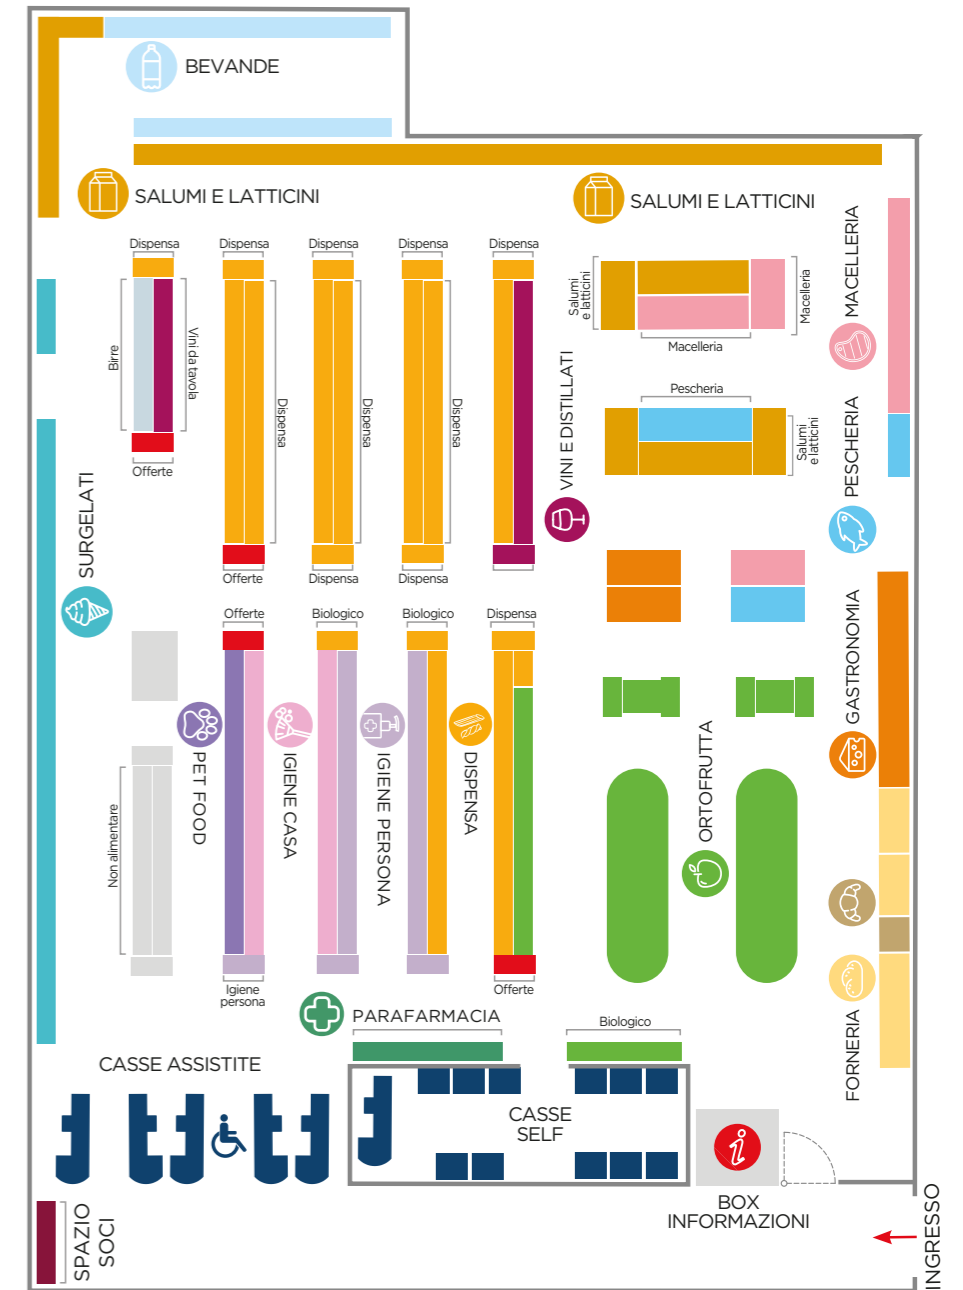 BEVANDE
SALUMI E LATTICINI
SALUMI E LATTICINI
MACELLERIA
Dispensa
Dispensa
Dispensa
Dispensa
Dispensa
Birre
Vini da tavola
Offerte
Dispensa
Dispensa
Dispensa
Offerte
Dispensa
Dispensa
VINI E DISTILLATI
Salumi
e latticini
Macelleria
Macelleria
Pescheria
Salumi
e latticini
PESCHERIA
SURGELATI
Offerte
Biologico
Biologico
Dispensa
GASTRONOMIA
PET FOOD
IGIENE CASA
IGIENE PERSONA
DISPENSA
ORTOFRUTTA
Non alimentare
Igiene
persona
Offerte
PARAFARMACIA
Biologico
FORNERIA
CASSE ASSISTITE
CASSE
SELF
i
BOX
INFORMAZIONI
SPAZIO
SOCI
INGRESSO